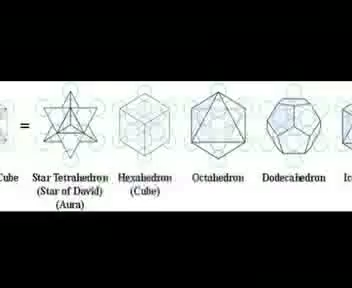 =
Cube Star Tetrahedron Hexahedron Octahedron Dodecahedron
(Star of David) (Cube)
(Aura)